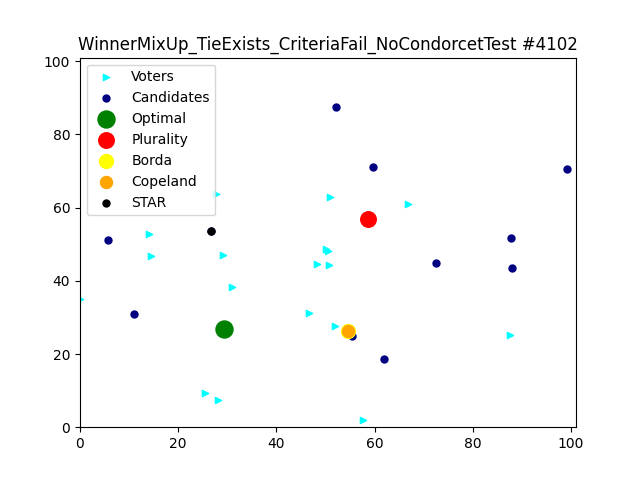 WinnerMixUp_TieExists_CriteriaFail_NoCondorcetTest #4102
Voters
Candidates
Optimal
Plurality
Borda
Copeland
STAR
100
80
60
40
20
0
0 20 40 60 80 100